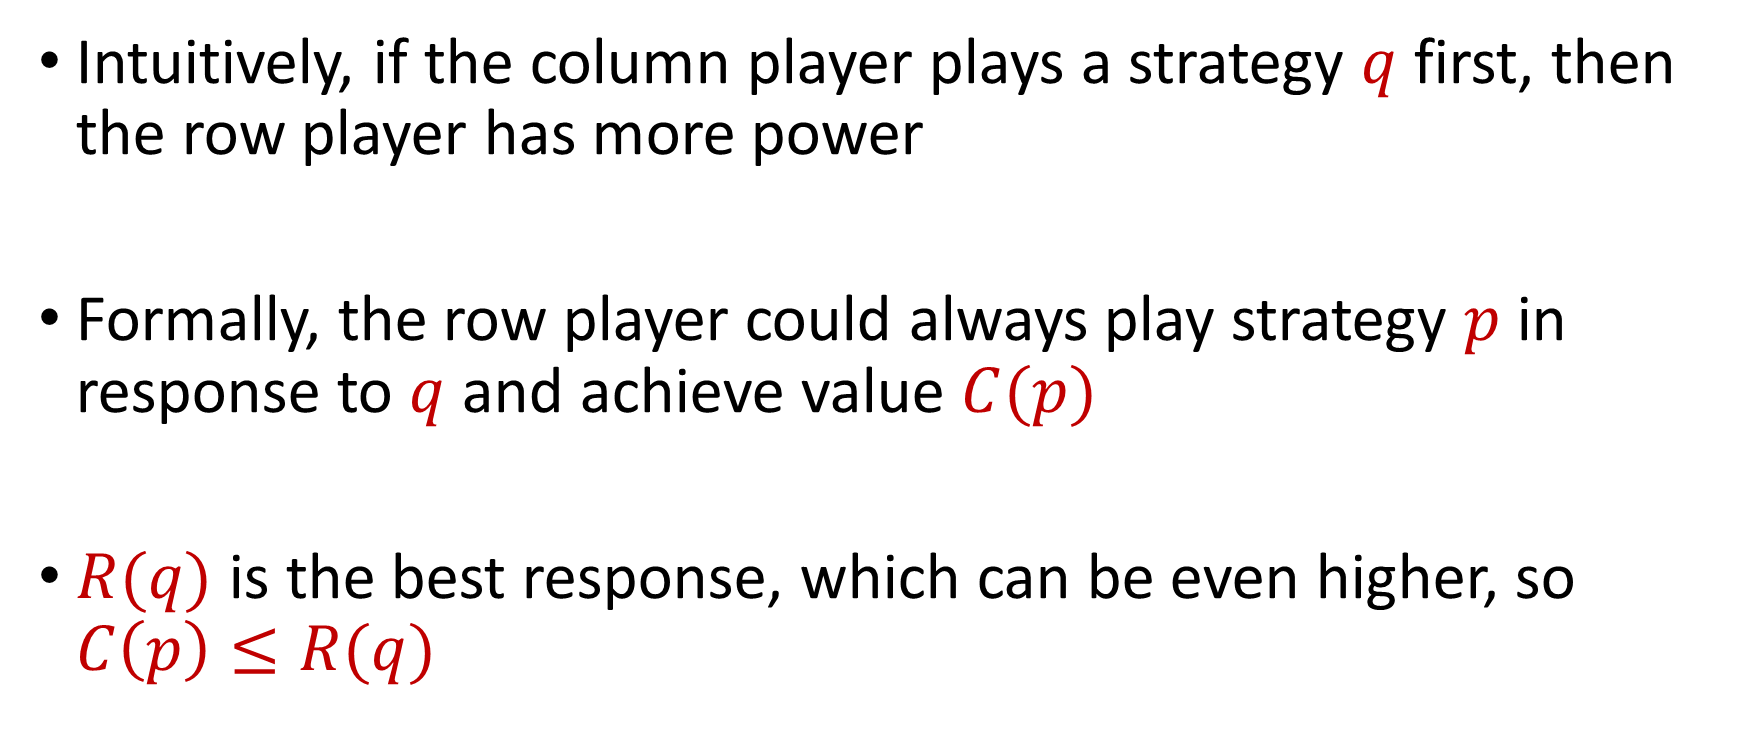 • Intuitively, if the column player plays a strategy q first, then
the row player has more power
• Formally, the row player could always play strategy p in
response to q and achieve value C(p)
• R(q) is the best response, which can be even higher, so
C(p) ≤ R(q)